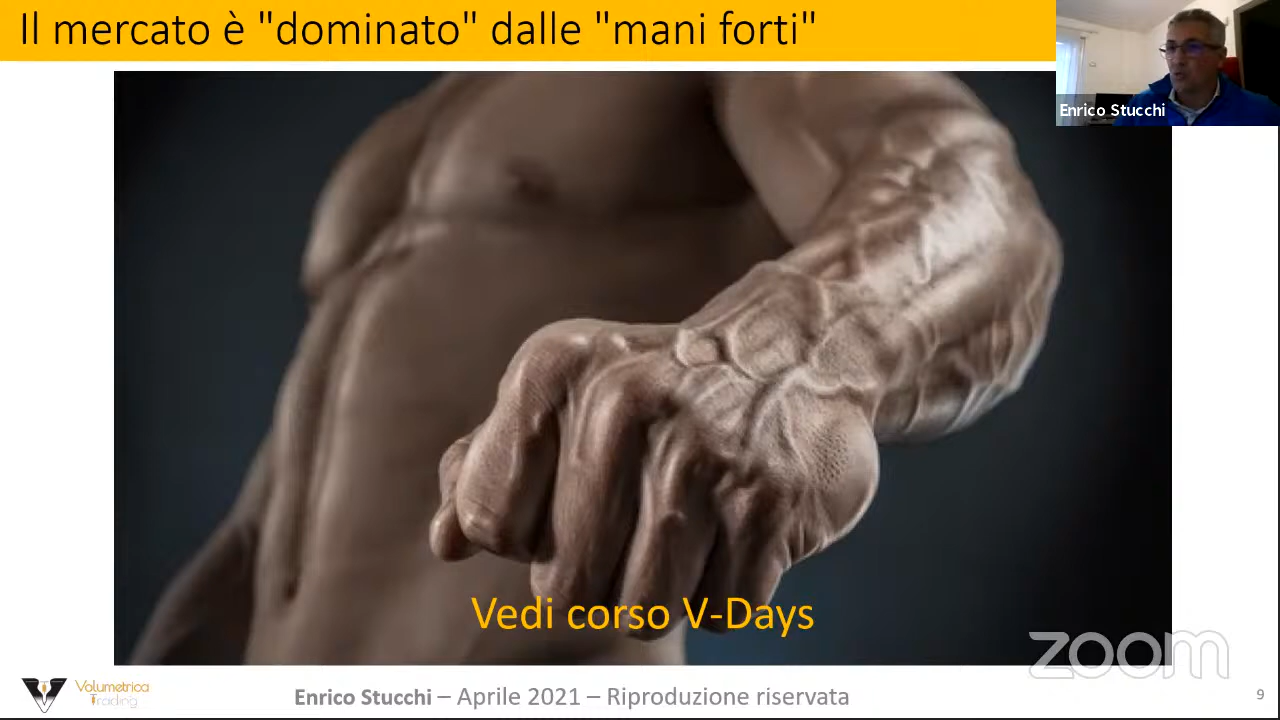 Il mercato è "dominato" dalle "mani forti"
Enrico Stucchi
Vedi corso V-Days
zoom
Volumetrica
Trading
Enrico Stucchi – Aprile 2021 – Riproduzione riservata
9